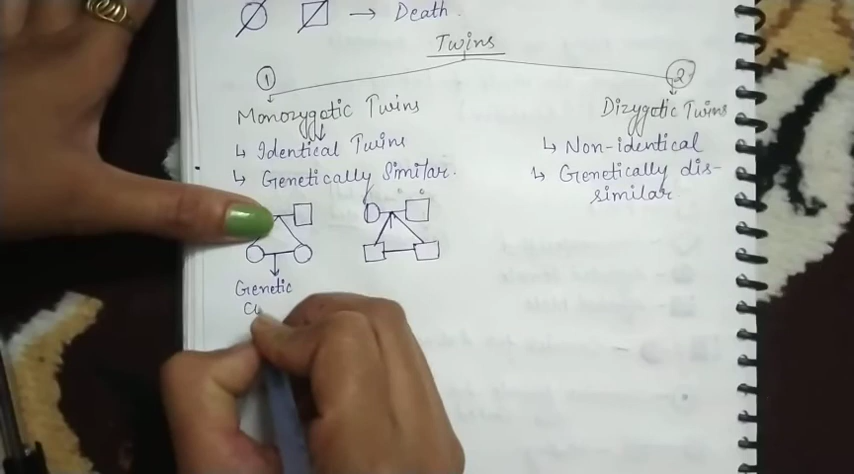 → Death.
Twins
1
2
Monozygotic Twins
↳ Identical Twins
↳ Genetically Similar.
Dizygotic Twins
↳ Non-identical
↳ Genetically dis-
similar
Genetic